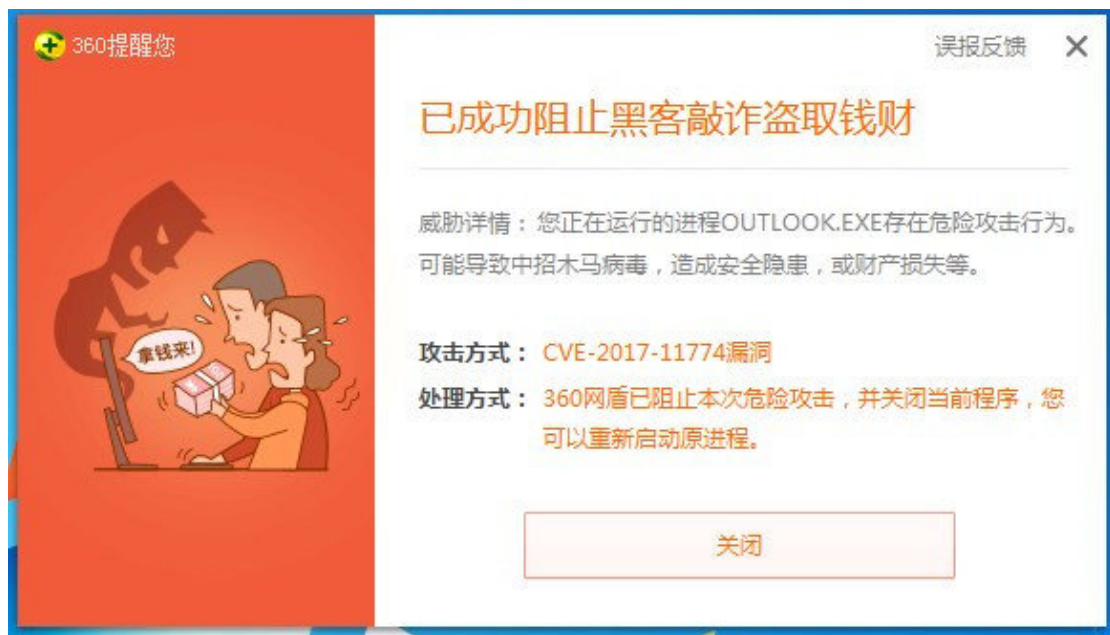 360提醒您
误报反馈
已成功阻止黑客敲诈盗取钱财
威胁详情：您正在运行的进程OUTLOOK.EXE存在危险攻击行为。
可能导致中招木马病毒，造成安全隐患，或财产损失等。
拿钱来!
攻击方式： CVE-2017-11774漏洞
处理方式： 360网盾已阻止本次危险攻击，并关闭当前程序，您
可以重新启动原进程。
关闭